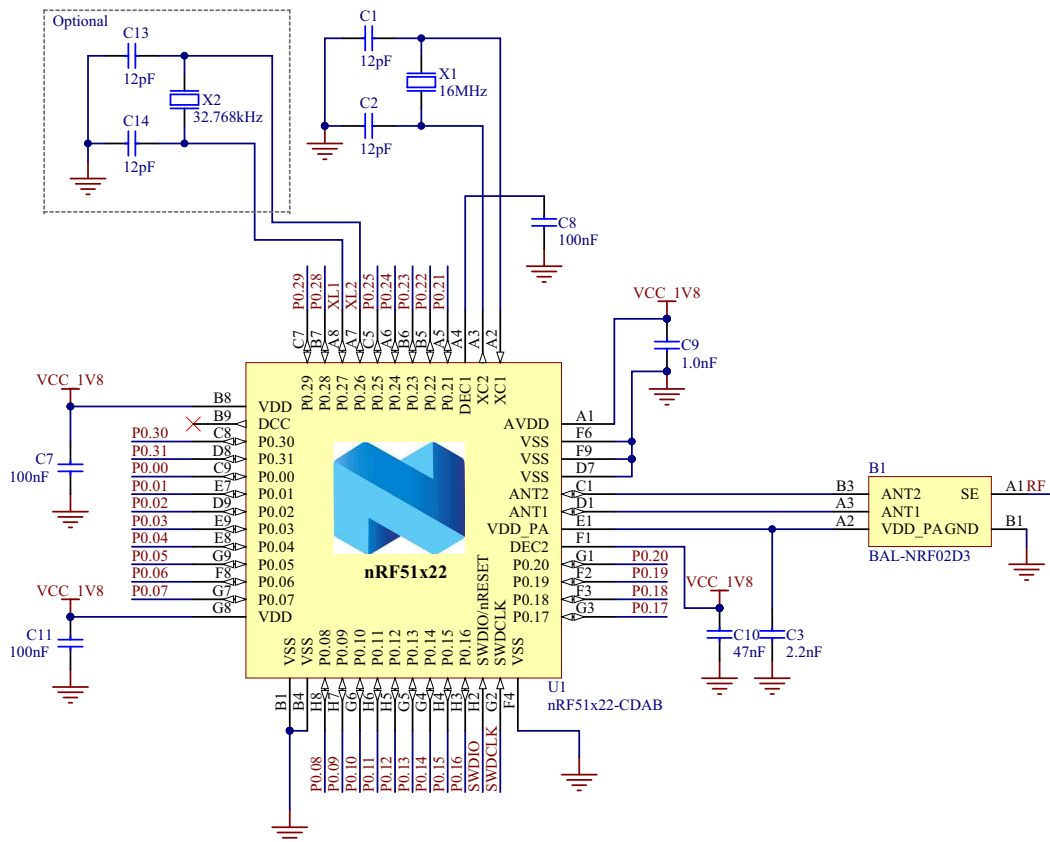 Optional
C13
12pF
X2
32.768kHz
C14
12pF
C1
12pF
X1
16MHz
C2
12pF
C8
100nF
P0.29
P0.28
XL1
XL2
P0.25
P0.24
P0.23
P0.22
P0.21
C7
B7
A8
A7
C5
A6
B6
B5
A5
A4
A3
A2
P0.29
P0.28
P0.27
P0.26
P0.25
P0.24
P0.23
P0.22
P0.21
DEC1
XC2
XC1
VCC_1V8
C9
1.0nF
VCC_1V8
C7
100nF
B8 VDD
B9 DCC
P0.30 C8 P0.30
P0.31 D8 P0.31
P0.00 C9 P0.00
P0.01 E7 P0.01
P0.02 D9 P0.02
P0.03 E9 P0.03
P0.04 E8 P0.04
P0.05 G9 P0.05
P0.06 F8 P0.06
P0.07 G7 P0.07
G8 VDD
VCC_1V8
C11
100nF
nRF51x22
AVDD A1
VSS F6
VSS F9
VSS D7
ANT2 C1
ANT1 D1
VDD_PA E1
DEC2 F1
P0.20 G1 P0.20
P0.19 F2 P0.19
P0.18 F3 P0.18
P0.17 G3 P0.17
B1
B3 ANT2 SE A1 RF
A3 ANT1
A2 VDD_PA GND B1
BAL-NRF02D3
VCC_1V8
C10
47nF
C3
2.2nF
VSS
VSS
P0.08
P0.09
P0.10
P0.11
P0.12
P0.13
P0.14
P0.15
P0.16
SWDIO/nRESET
SWDCLK
VSS
B1
B4
H8
H7
G6
H6
H5
G5
G4
H4
H3
H2
G2
F4
U1
nRF51x22-CDAB
P0.08
P0.09
P0.10
P0.11
P0.12
P0.13
P0.14
P0.15
P0.16
SWDIO
SWDCLK